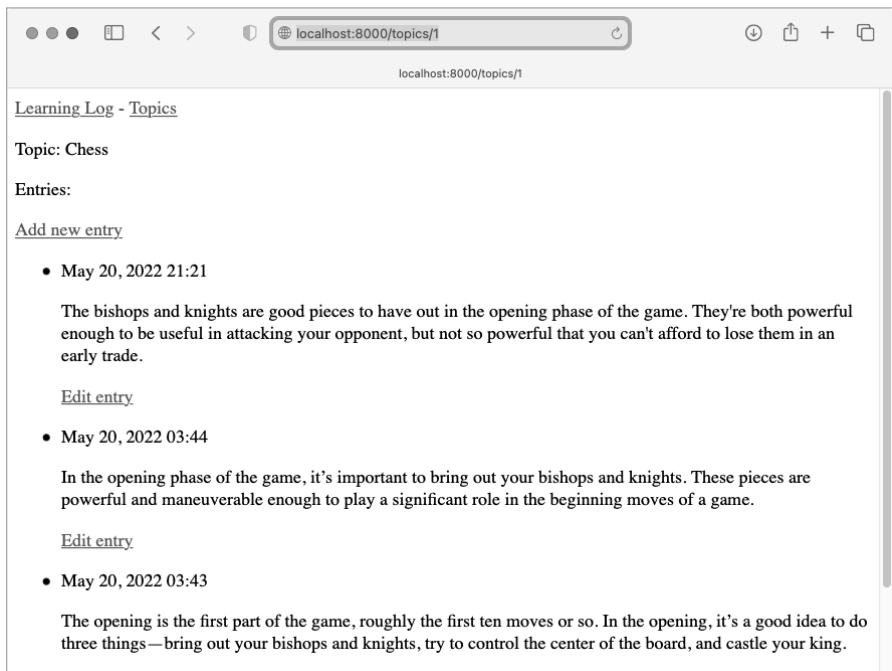 localhost:8000/topics/1
localhost:8000/topics/1
Learning Log - Topics
Topic: Chess
Entries:
Add new entry
• May 20, 2022 21:21
The bishops and knights are good pieces to have out in the opening phase of the game. They're both powerful
enough to be useful in attacking your opponent, but not so powerful that you can't afford to lose them in an
early trade.
Edit entry
• May 20, 2022 03:44
In the opening phase of the game, it’s important to bring out your bishops and knights. These pieces are
powerful and maneuverable enough to play a significant role in the beginning moves of a game.
Edit entry
• May 20, 2022 03:43
The opening is the first part of the game, roughly the first ten moves or so. In the opening, it’s a good idea to do
three things—bring out your bishops and knights, try to control the center of the board, and castle your king.